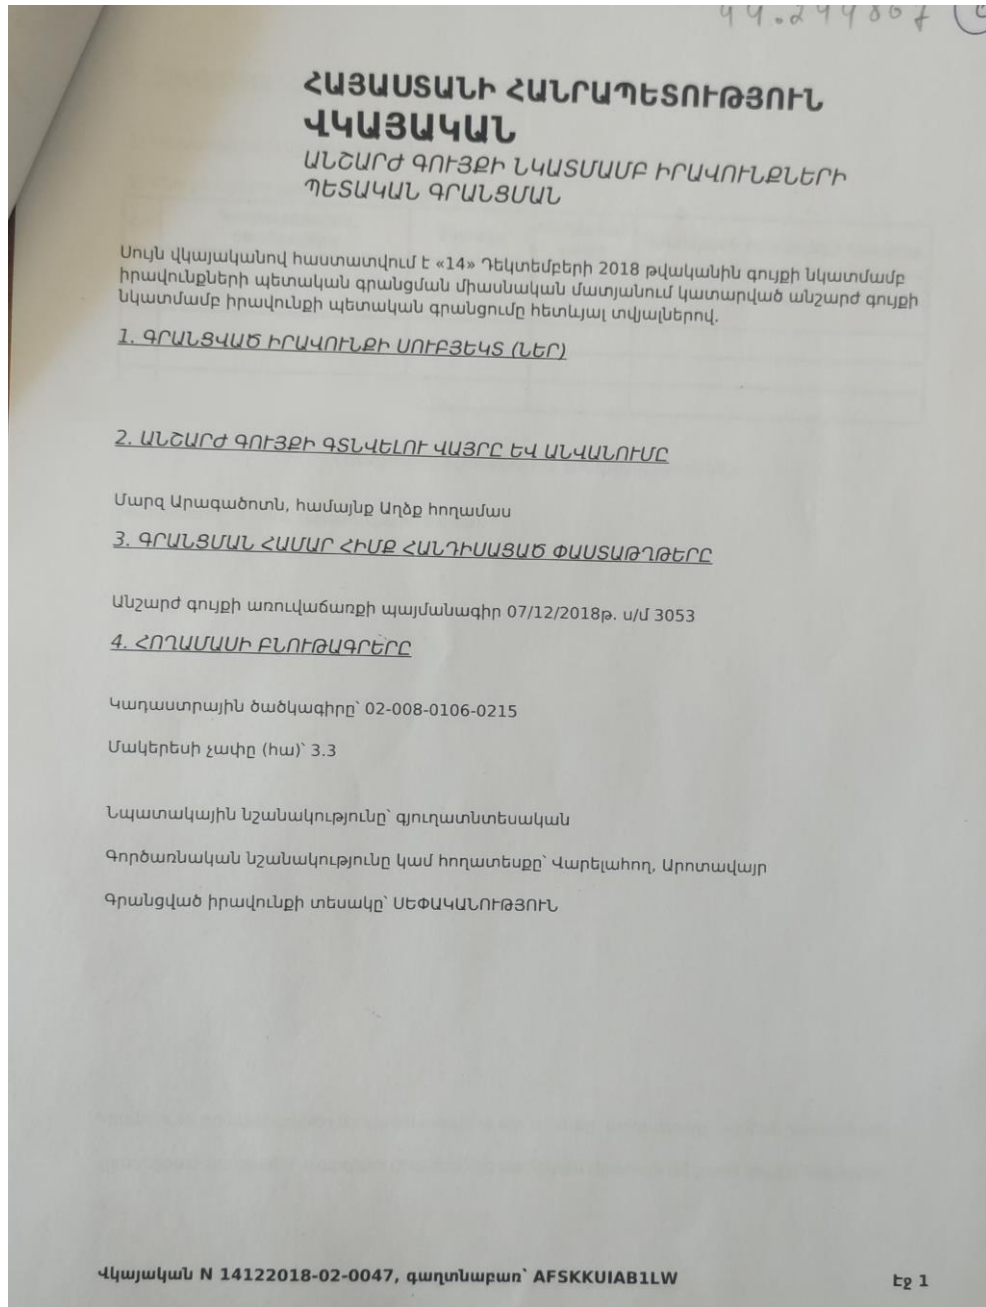 ՀԱՅԱՍՏԱՆԻ ՀԱՆՐԱՊԵՏՈՒԹՅՈՒՆ
ՎԿԱՅԱԿԱՆ
ԱՆՇԱՐԺ ԳՈՒՅՔԻ ՆԿԱՏՄԱՄԲ ԻՐԱՎՈՒՆՔՆԵՐԻ
ՊԵՏԱԿԱՆ ԳՐԱՆՑՄԱՆ
Սույն վկայականով հաստատվում է «14» Դեկտեմբերի 2018 թվականին գույքի նկատմամբ
իրավունքների պետական գրանցման միասնական մատյանում կատարված անշարժ գույքի
նկատմամբ իրավունքի պետական գրանցումը հետևյալ տվյալներով.
1. ԳՐԱՆՑՎԱԾ ԻՐԱՎՈՒՆՔԻ ՍՈՒԲՅԵԿՏ (ՆԵՐ)
2. ԱՆՇԱՐԺ ԳՈՒՅՔԻ ԳՏՆՎԵԼՈՒ ՎԱՅՐԸ ԵՎ ԱՆՎԱՆՈՒՄԸ
Մարզ Արագածոտն, համայնք Աղձք հողամաս
3. ԳՐԱՆՑՄԱՆ ՀԱՄԱՐ ՀԻՄՔ ՀԱՆԴԻՍԱՑԱԾ ՓԱՍՏԱԹՂԹԵՐԸ
Անշարժ գույքի առուվաճառքի պայմանագիր 07/12/2018թ. ս/մ 3053
4. ՀՈՂԱՄԱՍԻ ԲՆՈՒԹԱԳՐԵՐԸ
Կադաստրային ծածկագիրը՝ 02-008-0106-0215
Մակերեսի չափը (հա)՝ 3.3
Նպատակային նշանակությունը՝ գյուղատնտեսական
Գործառնական նշանակությունը կամ հողատեսքը՝ Վարելահող, Արոտավայր
Գրանցված իրավունքի տեսակը՝ ՍԵՓԱԿԱՆՈՒԹՅՈՒՆ
Վկայական N 14122018-02-0047, գաղտնաբառ՝ AFSKKUIAB1LW
Էջ 1